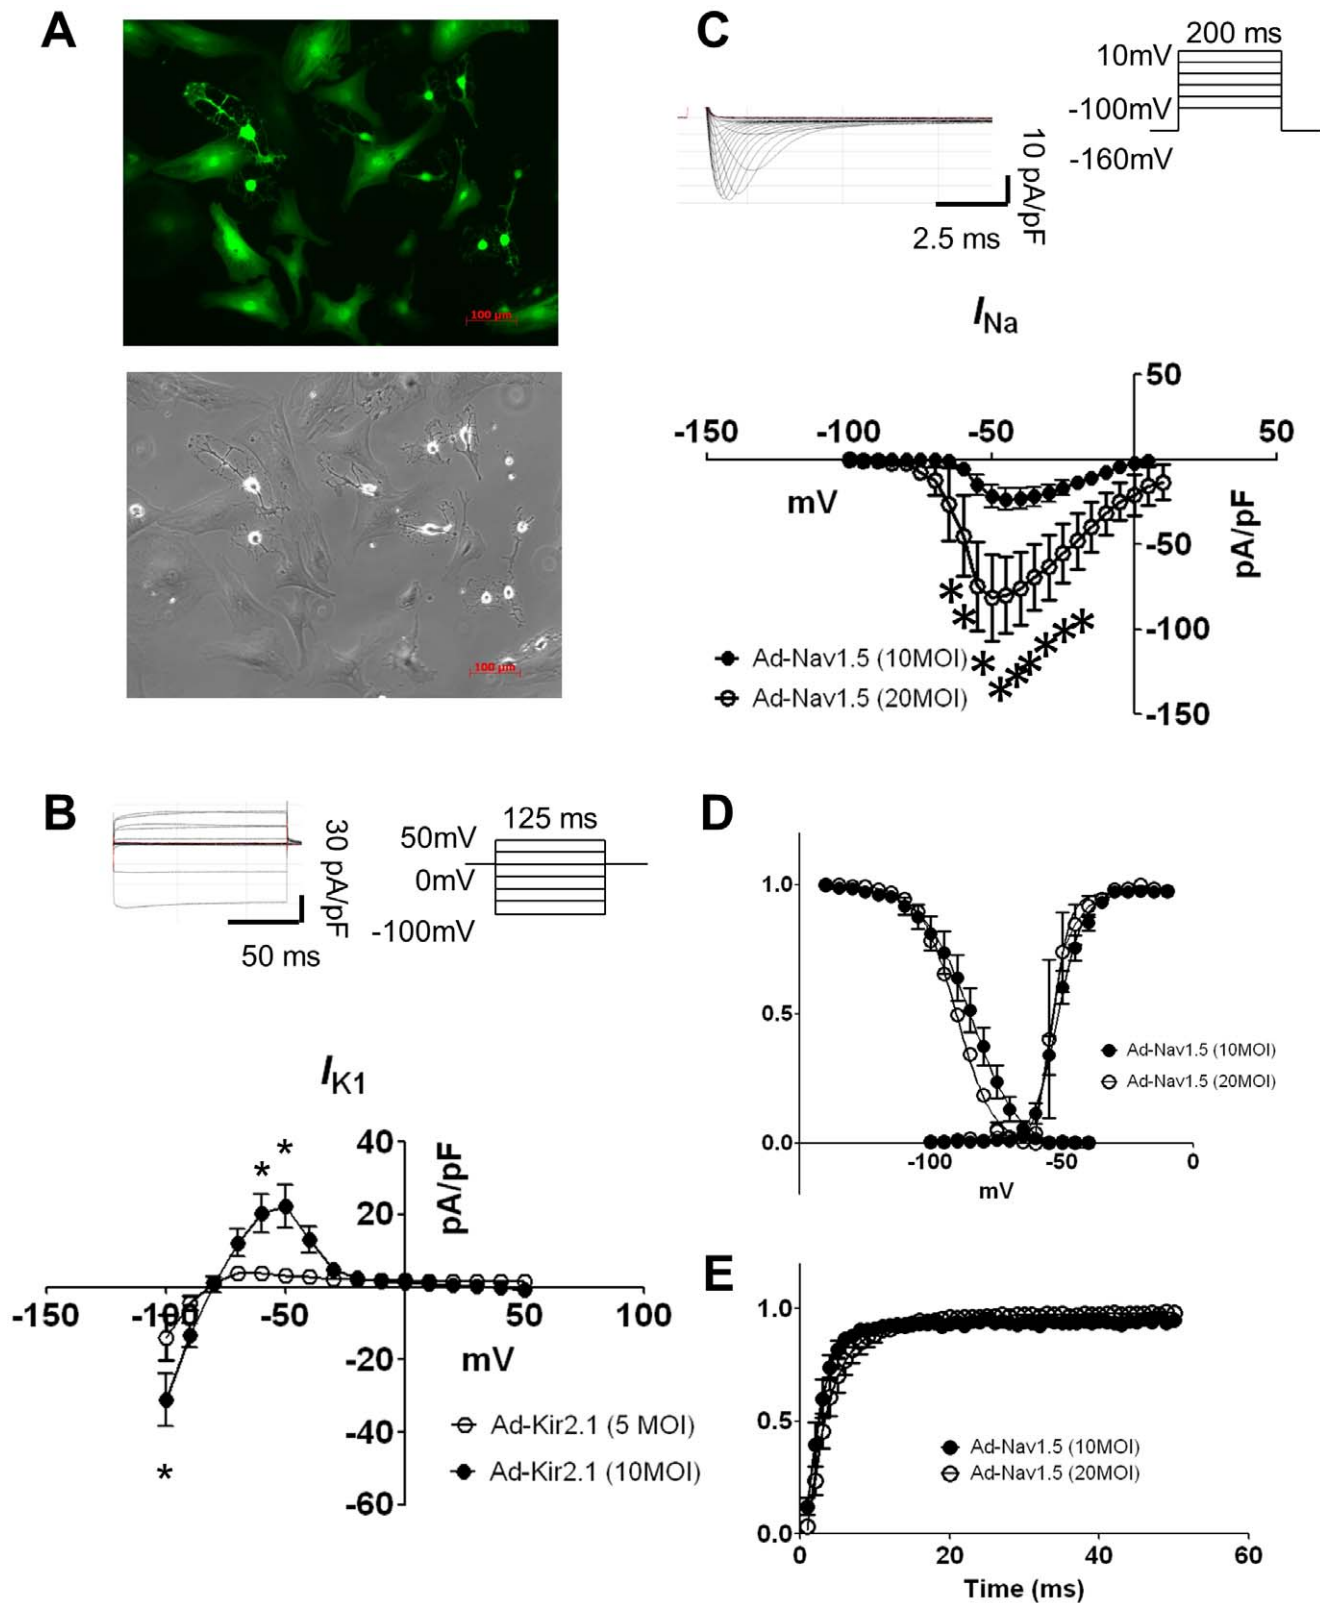 A
100 µm
100 µm
B
50mV
0mV
-100mV
125 ms
30 pA/pF
50 ms
IK1
40
20
-20
-40
-60
pA/pF
-150
-100
-50
50
100
mV
*
*
*
Ad-Kir2.1 (5 MOI)
Ad-Kir2.1 (10MOI)
C
200 ms
10mV
-100mV
-160mV
10 pA/pF
2.5 ms
INa
50
-150
-100
-50
50
mV
pA/pF
-50
-100
-150
* * * * * * * * *
Ad-Nav1.5 (10MOI)
Ad-Nav1.5 (20MOI)
D
1.0
0.5
0.0
-100
-50
0
mV
Ad-Nav1.5 (10MOI)
Ad-Nav1.5 (20MOI)
E
1.0
0.5
0.0
0
20
40
60
Time (ms)
Ad-Nav1.5 (10MOI)
Ad-Nav1.5 (20MOI)